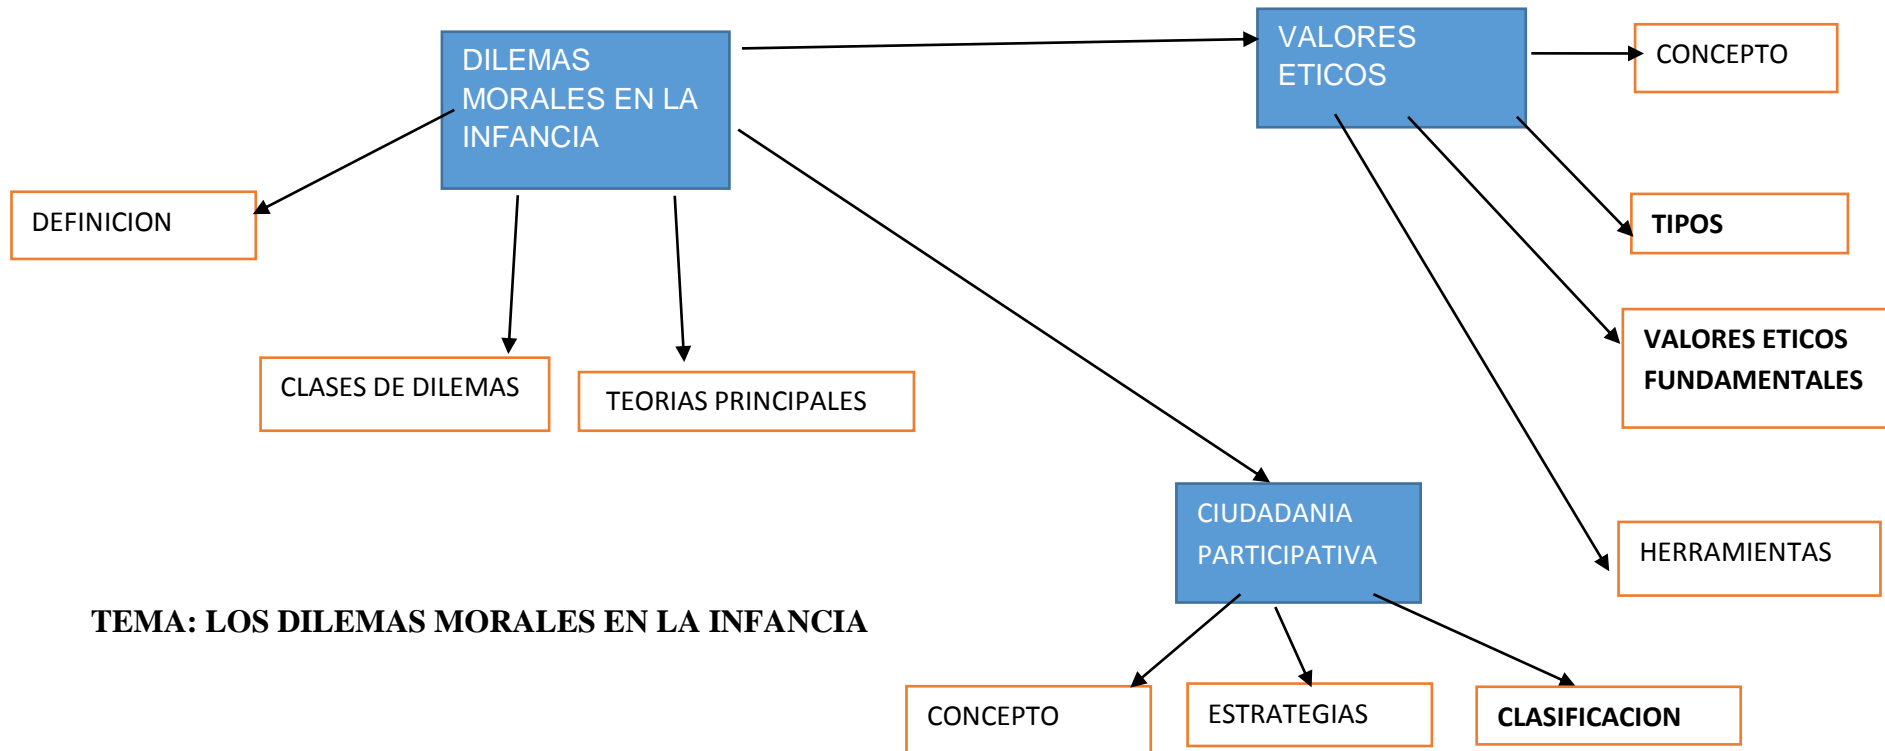 DILEMAS
MORALES EN LA
INFANCIA
VALORES
ETICOS
CONCEPTO
DEFINICION
TIPOS
VALORES ETICOS
FUNDAMENTALES
CLASES DE DILEMAS
TEORIAS PRINCIPALES
CIUDADANIA
PARTICIPATIVA
HERRAMIENTAS
TEMA: LOS DILEMAS MORALES EN LA INFANCIA
CONCEPTO
ESTRATEGIAS
CLASIFICACION